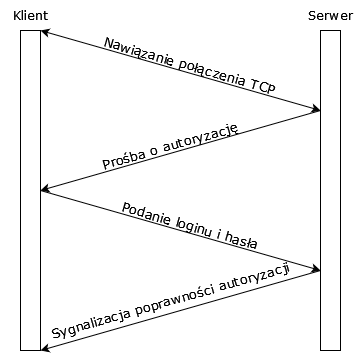 Klient
Serwer
Nawiązanie połączenia TCP
Prośba o autoryzację
Podanie loginu i hasła
Sygnalizacja poprawności autoryzacji